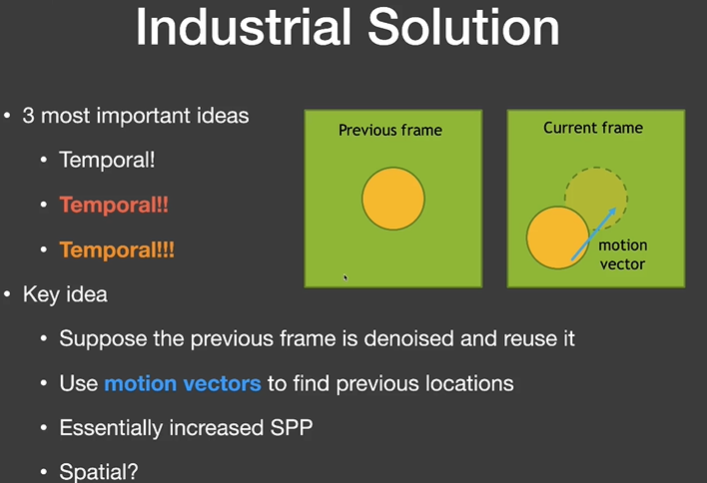 Industrial Solution
3 most important ideas
Temporal!
Temporal!!
Temporal!!!
Key idea
Suppose the previous frame is denoised and reuse it
Use motion vectors to find previous locations
Essentially increased SPP
Spatial?
Previous frame
Current frame
motion
vector